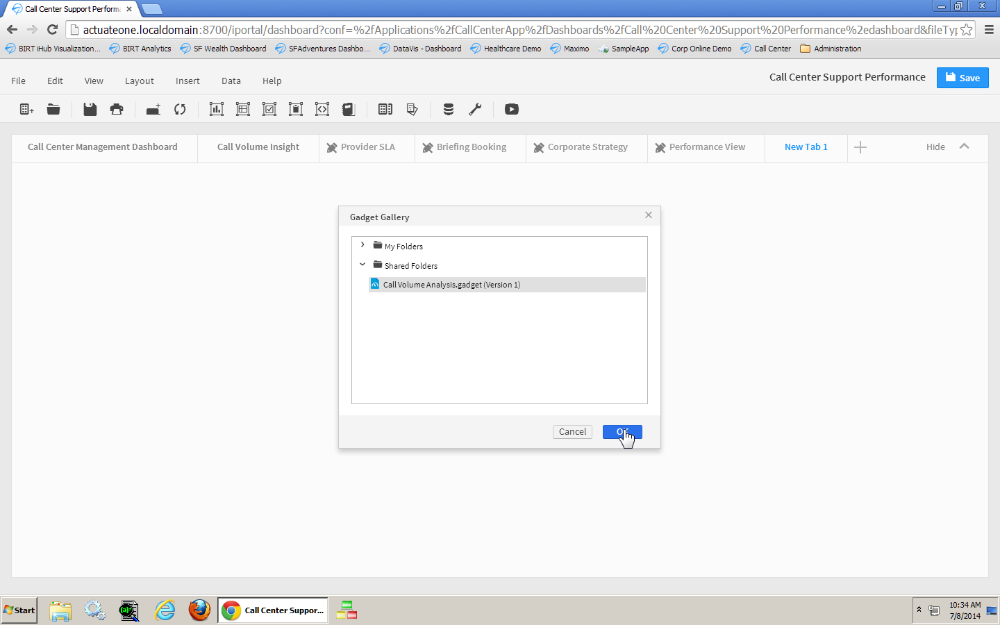 Call Center Support Perform
actuateone.localdomain:8700/iportal/dashboard?conf=%2fApplications%2fCallCenterApp%2fDashboards%2fCall%20Center%20Support%20Performance%2edashboard&fileTyp
BIRT iHub Visualization... BIRT Analytics SF Wealth Dashboard SFAdventures Dashbo... DataVis - Dashboard Healthcare Demo Maximo SampleApp Corp Online Demo Call Center Administration
File Edit View Layout Insert Data Help Call Center Support Performance Save
Call Center Management Dashboard Call Volume Insight Provider SLA Briefing Booking Corporate Strategy Performance View New Tab 1 Hide
Gadget Gallery
My Folders
Shared Folders
Call Volume Analysis.gadget (Version 1)
Cancel OK
Start Call Center Suppor... 10:34 AM
7/8/2014